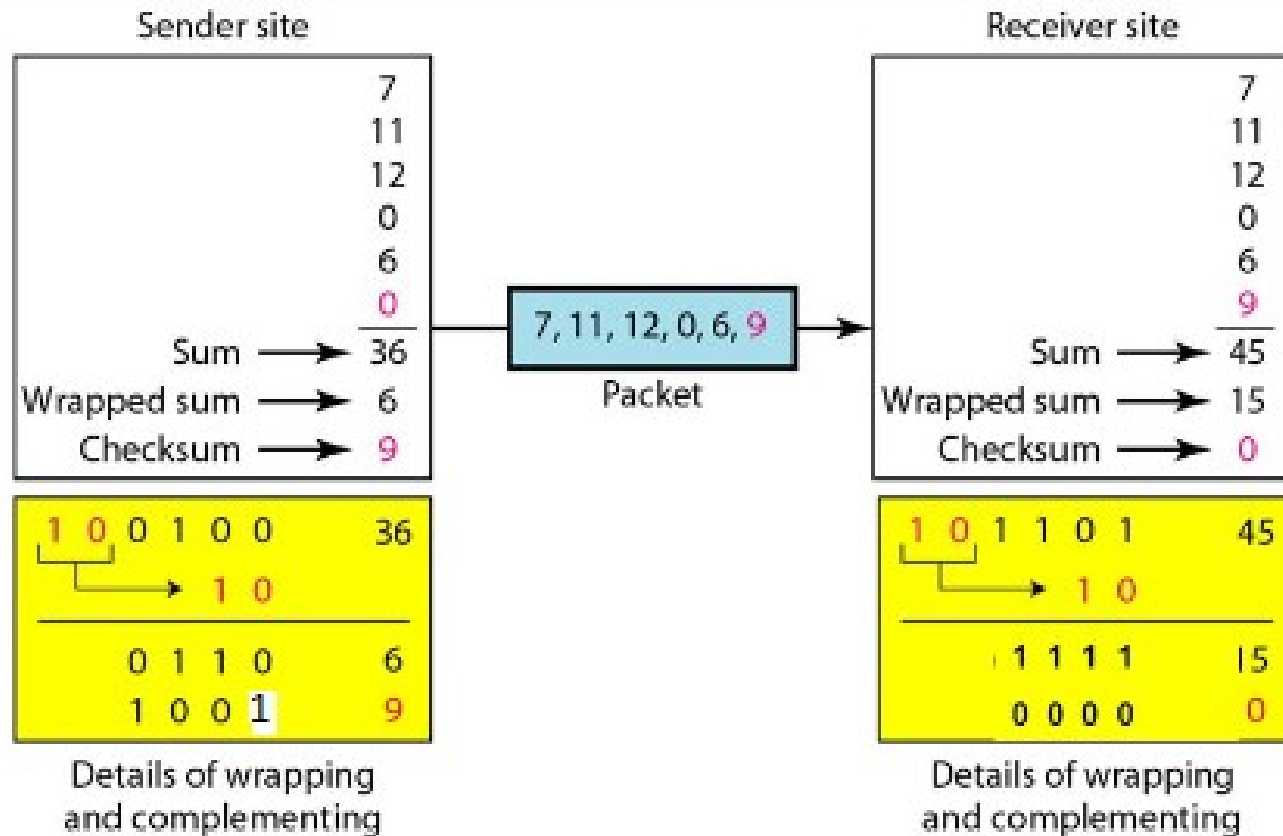 Sender site
7
11
12
0
6
0
Sum 36
Wrapped sum 6
Checksum 9
1 0 0 1 0 0 36
1 0
0 1 1 0 6
1 0 0 1 9
Details of wrapping
and complementing
7, 11, 12, 0, 6, 9
Packet
Receiver site
7
11
12
0
6
9
Sum 45
Wrapped sum 15
Checksum 0
1 0 1 1 0 1 45
1 0
1 1 1 1 15
0 0 0 0 0
Details of wrapping
and complementing